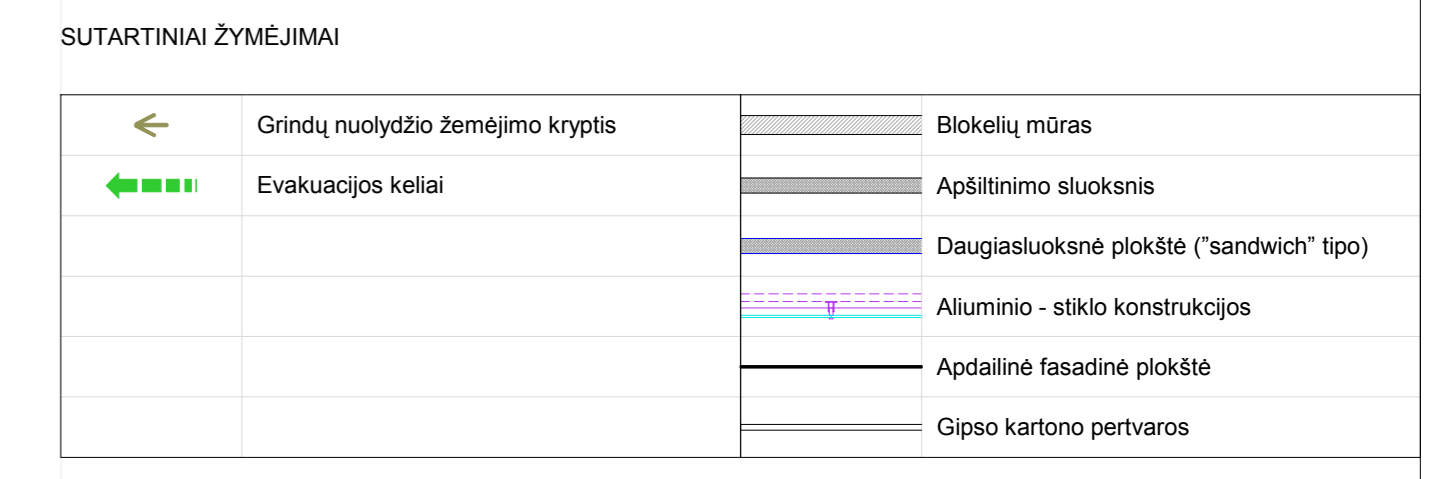 SUTARTINIAI ŽYMĖJIMAI
Grindų nuolydžio žemėjimo kryptis
Blokelių mūras
Evakuacijos keliai
Apšiltinimo sluoksnis
Daugiasluoksnė plokštė (”sandwich” tipo)
Aliuminio - stiklo konstrukcijos
Apdailinė fasadinė plokštė
Gipso kartono pertvaros